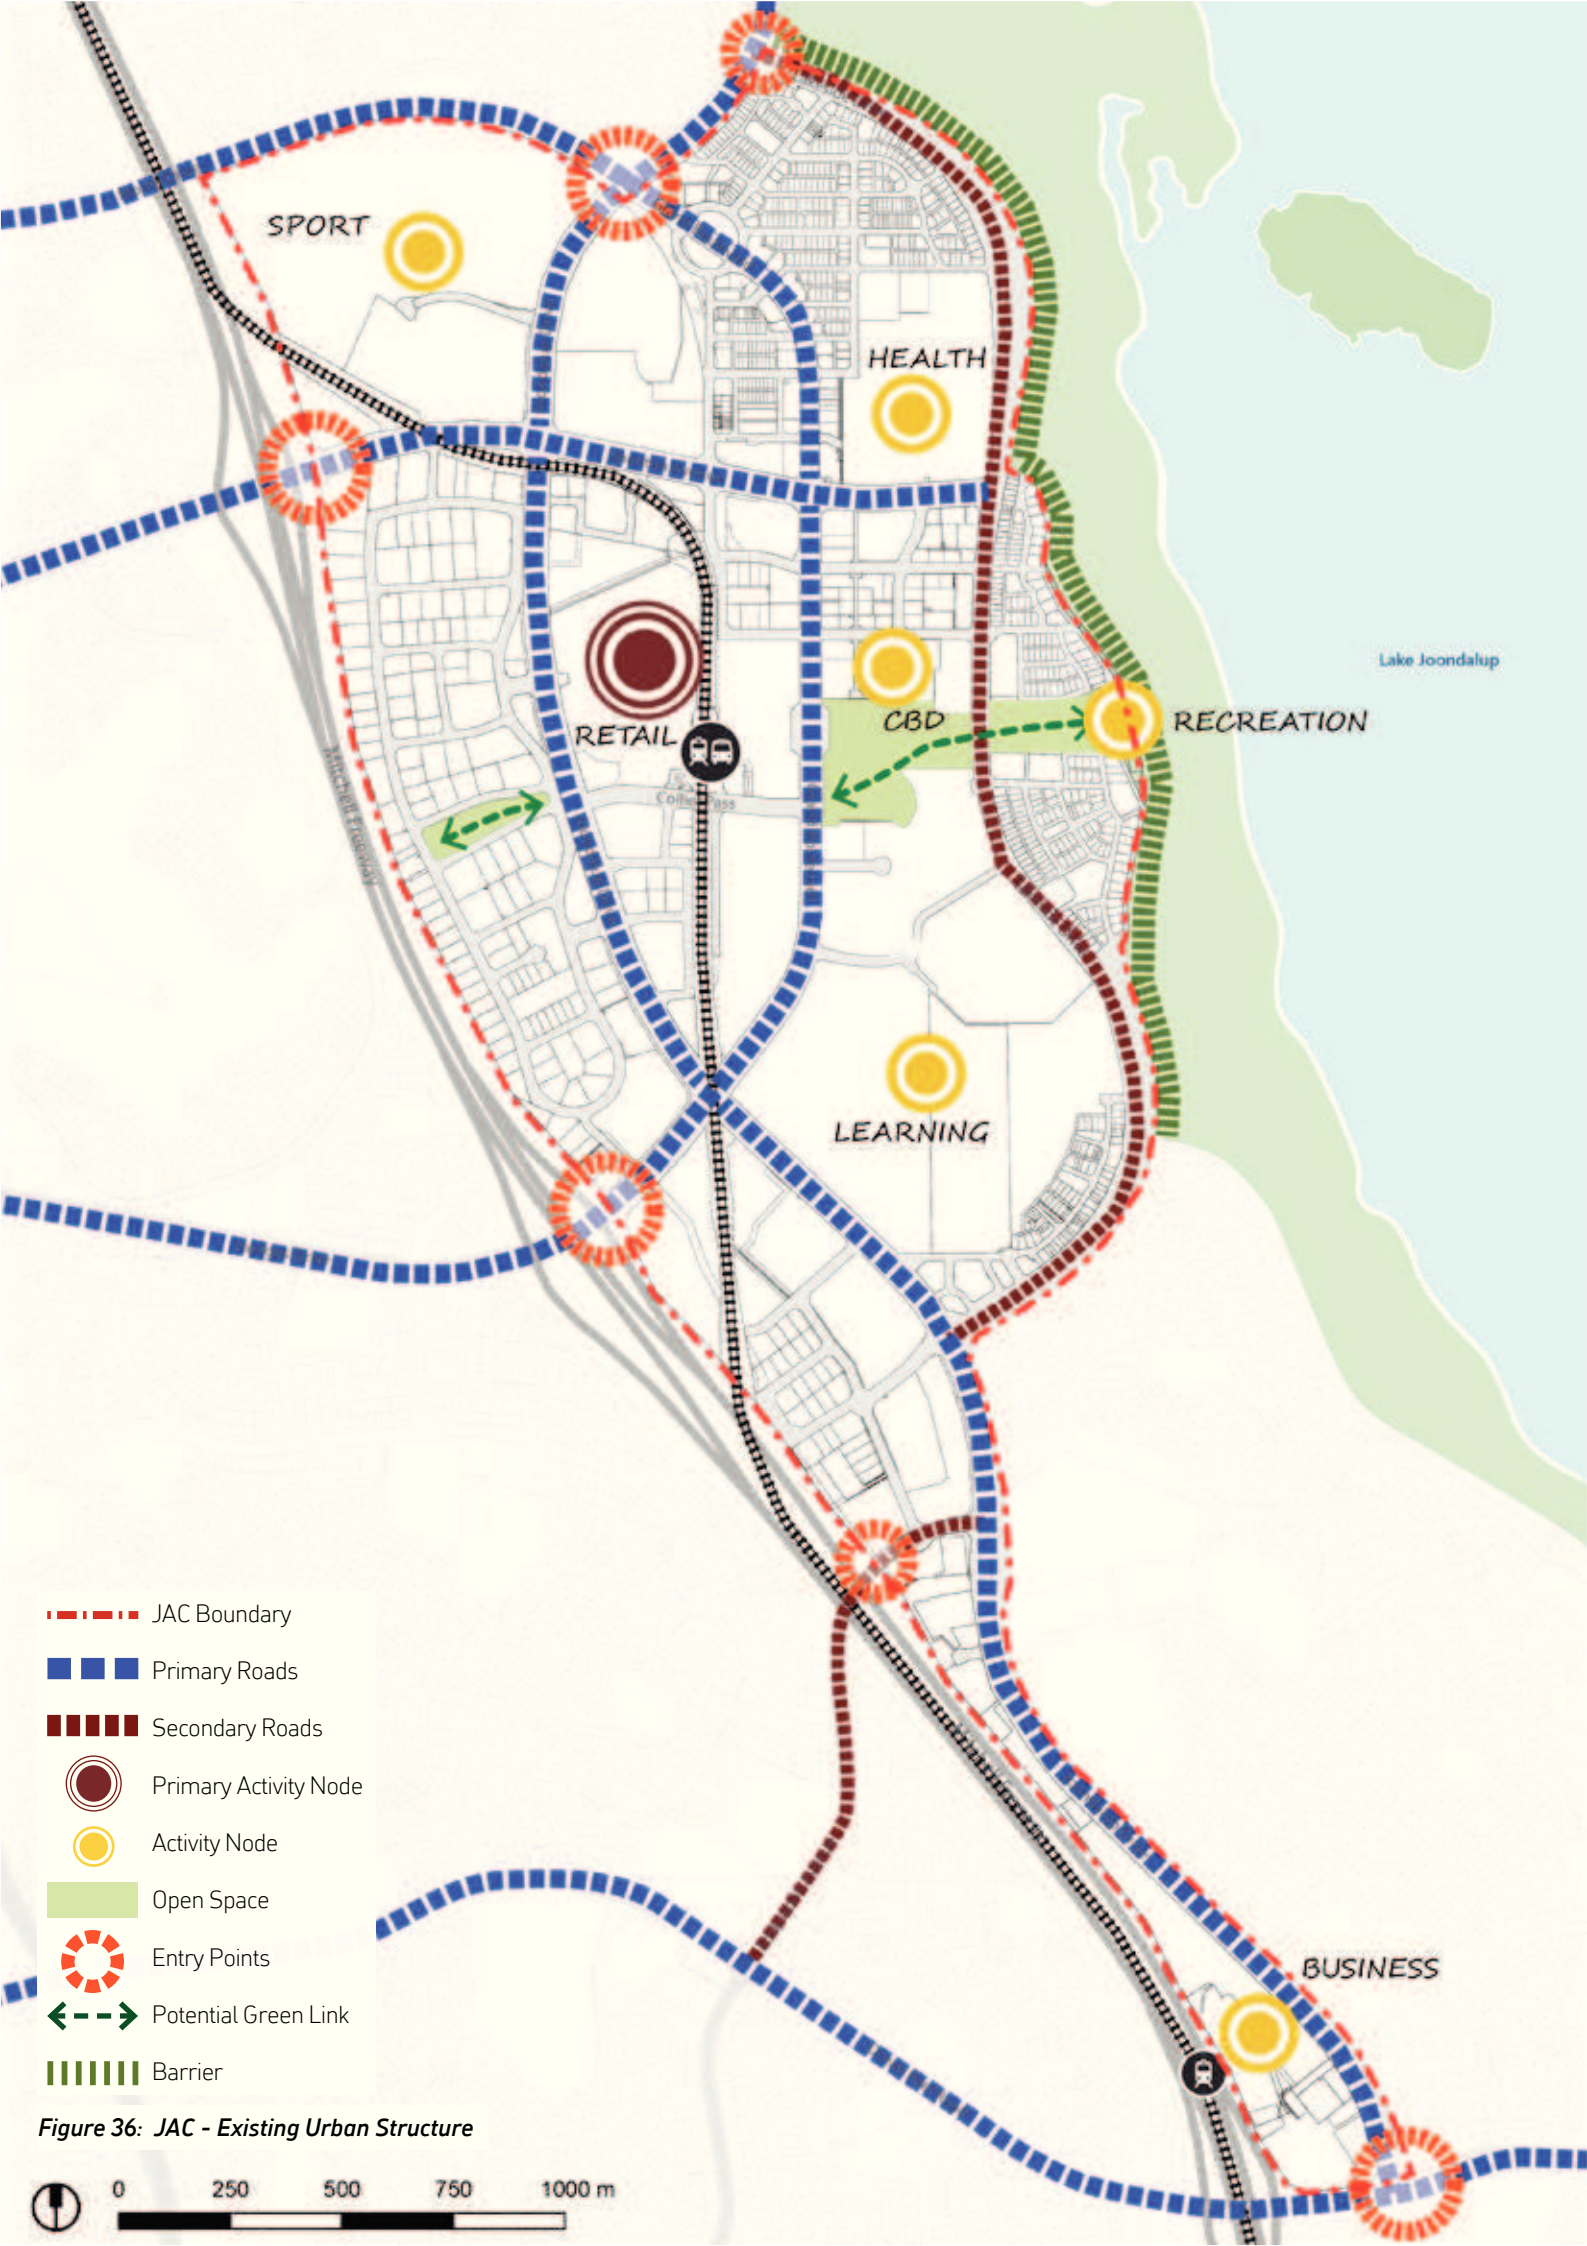 SPORT
HEALTH
Lake Joondalup
CBD
RECREATION
RETAIL
Mitchell Freeway
LEARNING
BUSINESS
JAC Boundary
Primary Roads
Secondary Roads
Primary Activity Node
Activity Node
Open Space
Entry Points
Potential Green Link
Barrier
Figure 36: JAC - Existing Urban Structure
0 250 500 750 1000 m